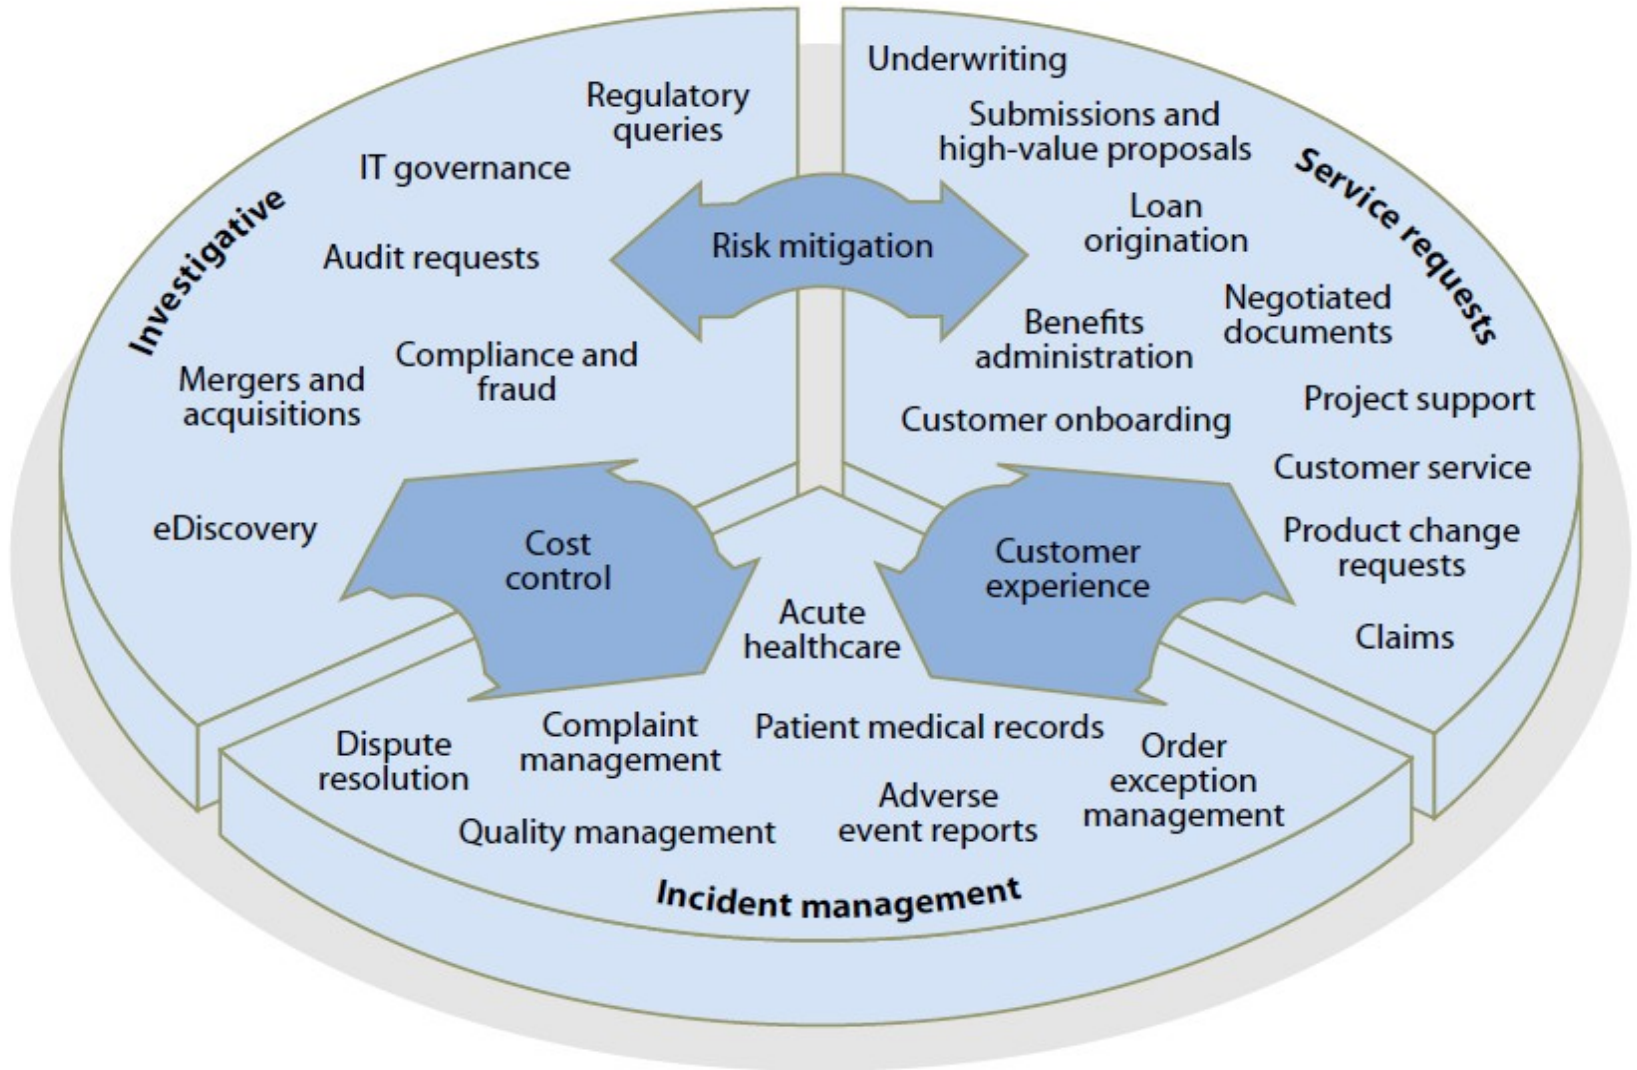 Investigative
Regulatory
queries
IT governance
Audit requests
Compliance and
fraud
Mergers and
acquisitions
eDiscovery
Risk mitigation
Service requests
Underwriting
Submissions and
high-value proposals
Loan
origination
Negotiated
documents
Benefits
administration
Project support
Customer onboarding
Customer service
Product change
requests
Claims
Cost
control
Customer
experience
Acute
healthcare
Patient medical records
Complaint
management
Dispute
resolution
Order
exception
management
Adverse
event reports
Quality management
Incident management